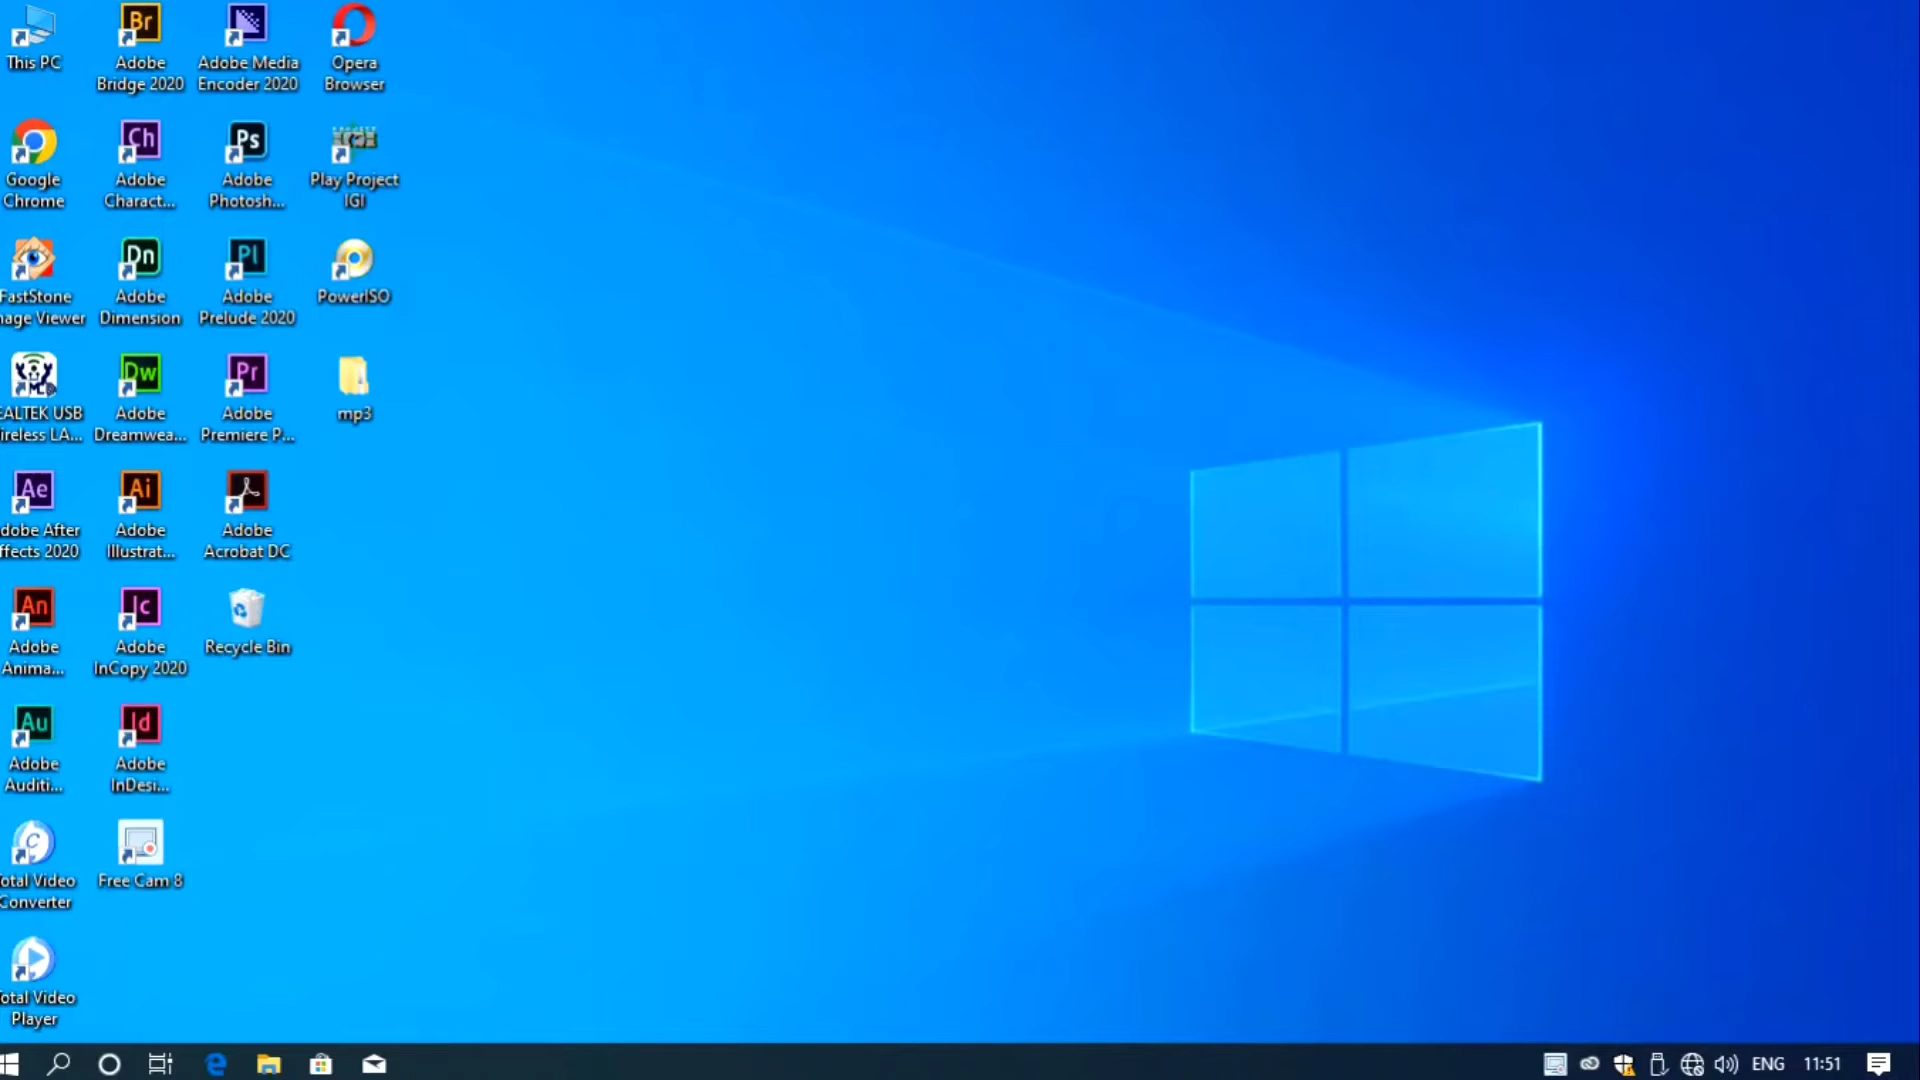 This PC
Br
Adobe
Bridge 2020
Adobe Media
Encoder 2020
Opera
Browser
Google
Chrome
Ch
Adobe
Charact...
Ps
Adobe
Photosh...
Play Project
IGI
FastStone
mage Viewer
Dn
Adobe
Dimension
Pl
Adobe
Prelude 2020
PowerISO
EALTEK USB
ireless LA...
Dw
Adobe
Dreamwea...
Pr
Adobe
Premiere P...
mp3
Ae
dobe After
ffects 2020
Ai
Adobe
Illustrat...
Adobe
Acrobat DC
An
Adobe
Anima...
Ic
Adobe
InCopy 2020
Recycle Bin
Au
Adobe
Auditi...
Id
Adobe
InDesi...
otal Video
Converter
Free Cam 8
otal Video
Player
ENG
11:51